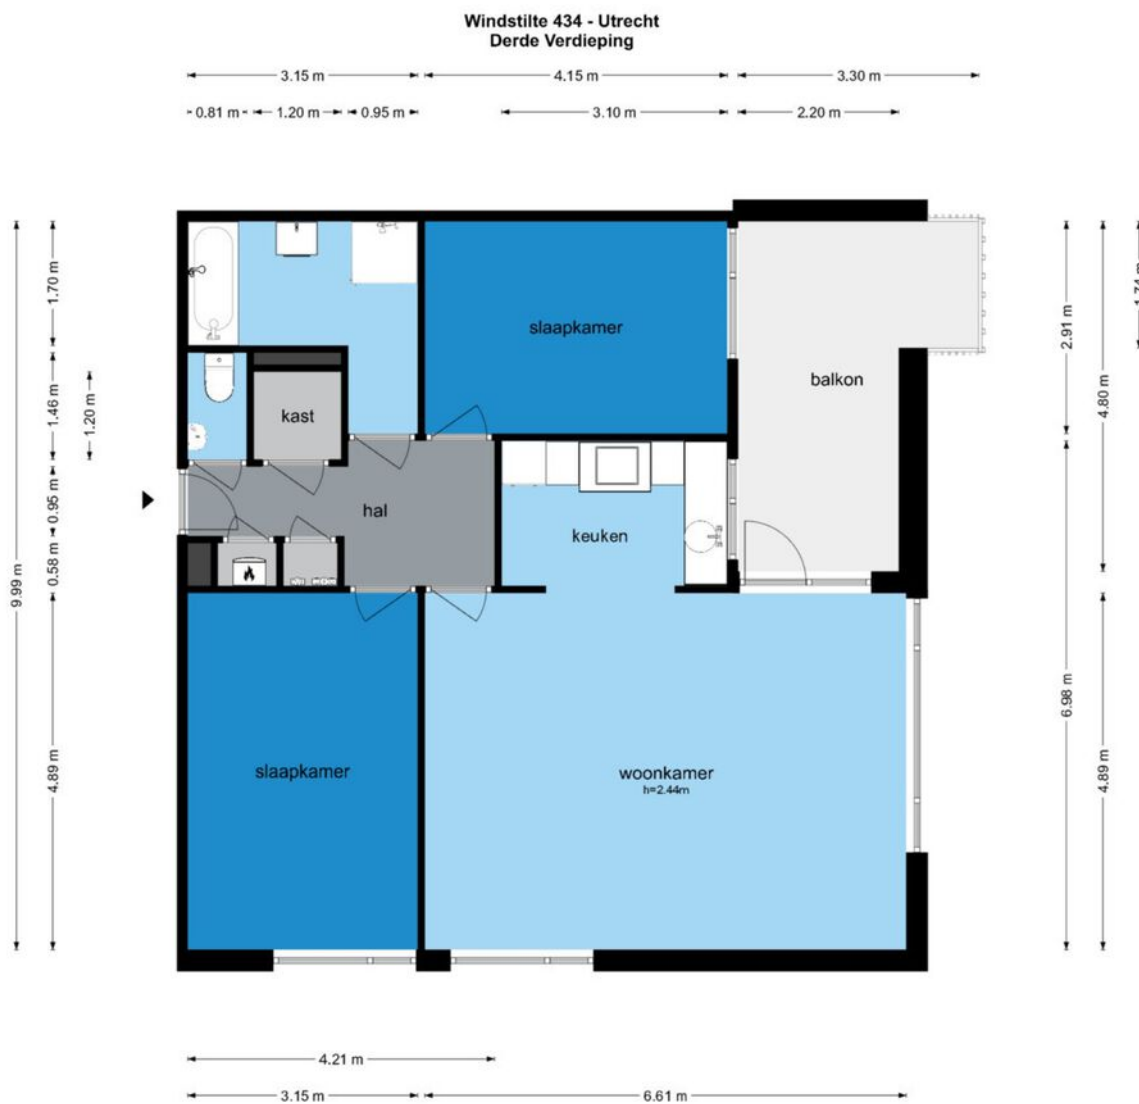 Windstilte 434 - Utrecht
Derde Verdieping
3.15 m
4.15 m
3.30 m
0.81 m
1.20 m
0.95 m
3.10 m
2.20 m
9.99 m
1.70 m
1.46 m
1.20 m
0.95 m
0.58 m
4.89 m
slaapkamer
balkon
kast
hal
keuken
slaapkamer
woonkamer
h=2.44m
2.91 m
6.98 m
4.80 m
4.89 m
1.74 m
4.21 m
3.15 m
6.61 m